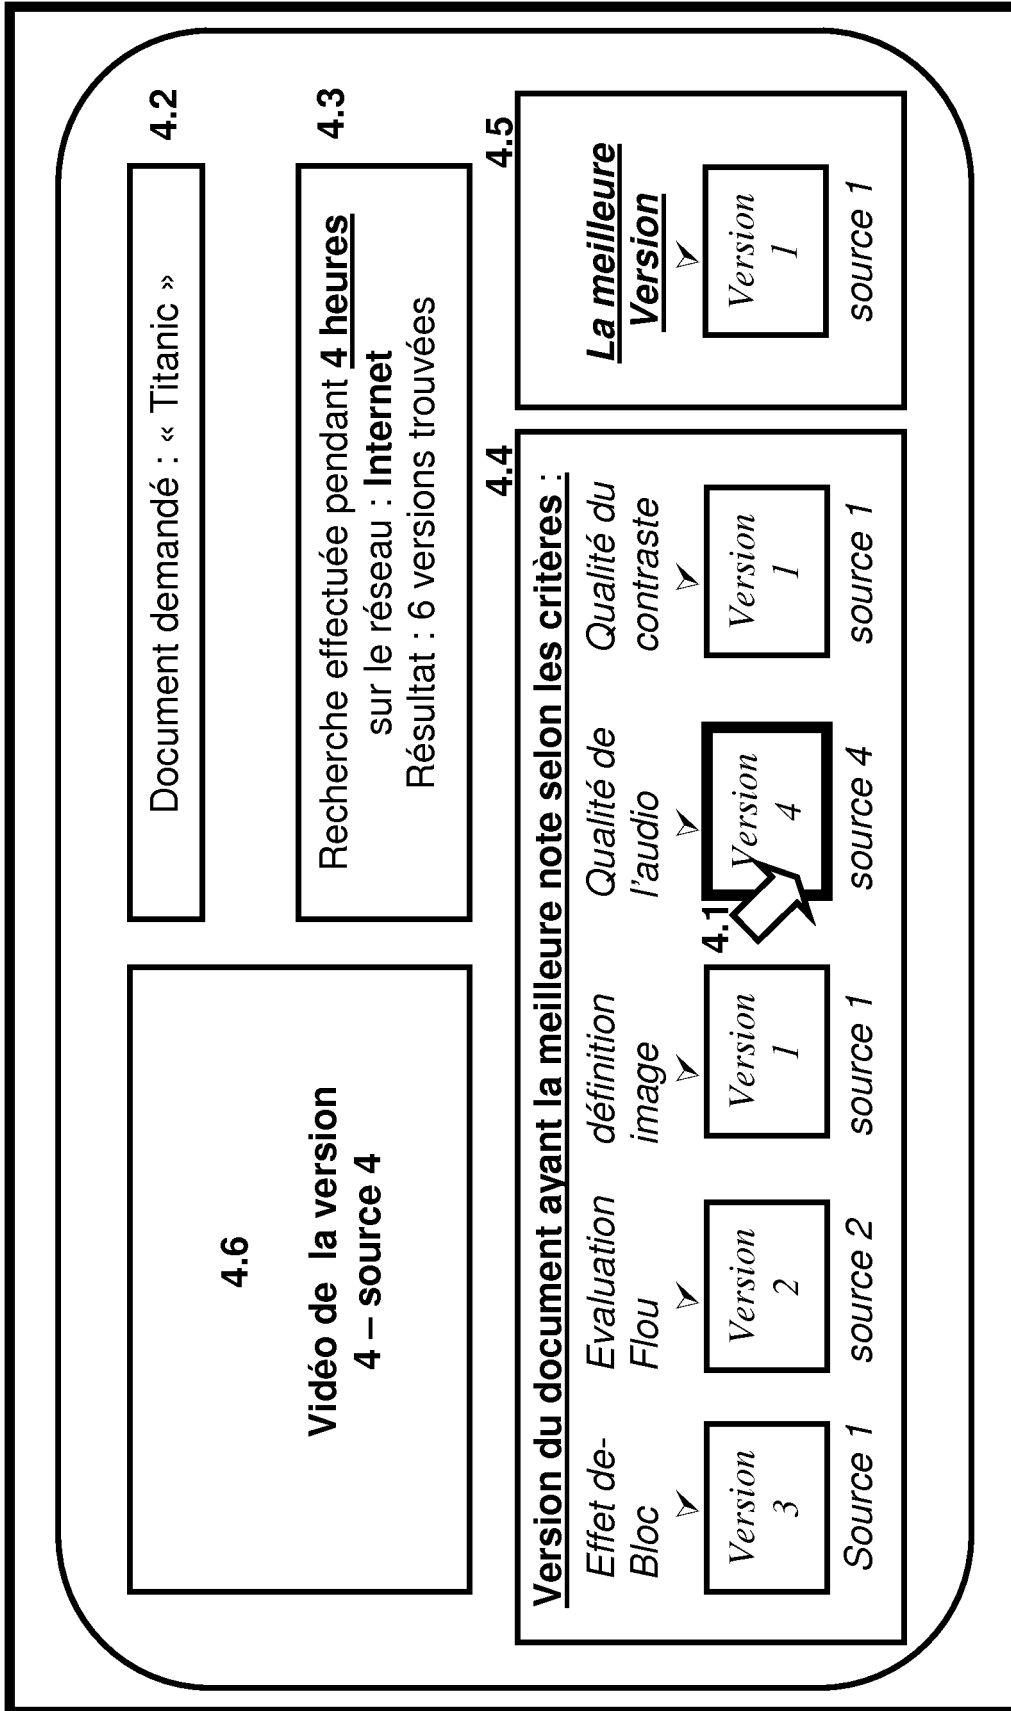 4.6
Vidéo de la version
4 – source 4
Document demandé : « Titanic »
4.2
Recherche effectuée pendant 4 heures
sur le réseau : Internet
Résultat : 6 versions trouvées
4.3
4.4
Version du document ayant la meilleure note selon les critères :
Effet de-
Bloc
Version
3
Source 1
Evaluation
Flou
Version
2
source 2
définition
image
Version
1
source 1
Qualité de
l'audio
4.1
Version
4
source 4
Qualité du
contraste
Version
1
source 1
4.5
La meilleure
Version
Version
1
source 1